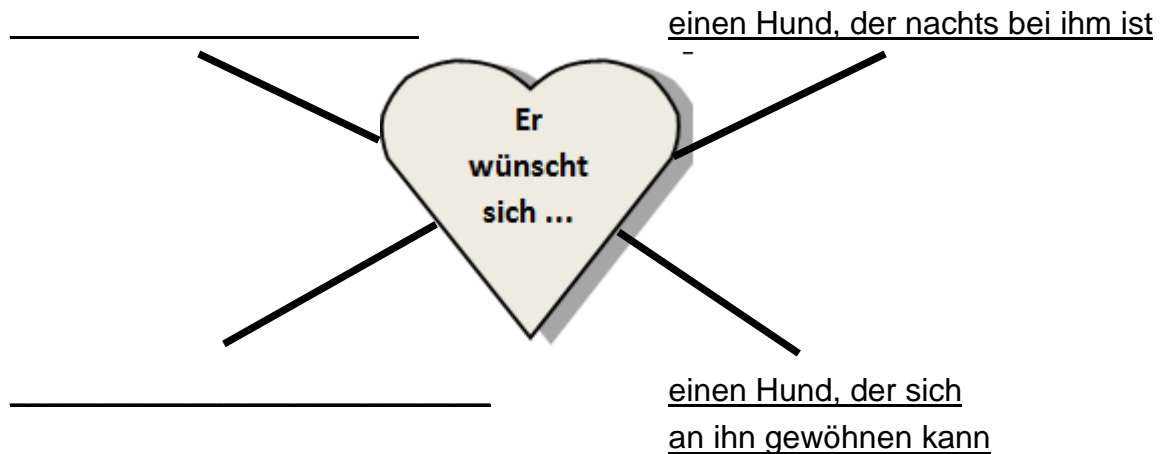 einen Hund, der nachts bei ihm ist
Er
wünscht
sich ...
einen Hund, der sich
an ihn gewöhnen kann